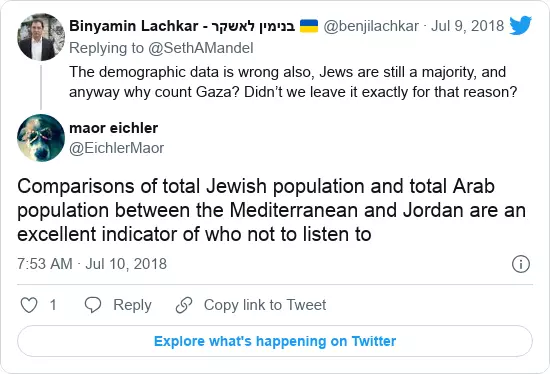 Binyamin Lachkar - בנימין לאשקר 🇺🇦 @benjilachkar · Jul 9, 2018
Replying to @SethAMandel
The demographic data is wrong also, Jews are still a majority, and
anyway why count Gaza? Didn’t we leave it exactly for that reason?
maor eichler
@EichlerMaor
Comparisons of total Jewish population and total Arab
population between the Mediterranean and Jordan are an
excellent indicator of who not to listen to
7:53 AM · Jul 10, 2018
1 Reply Copy link to Tweet
Explore what's happening on Twitter